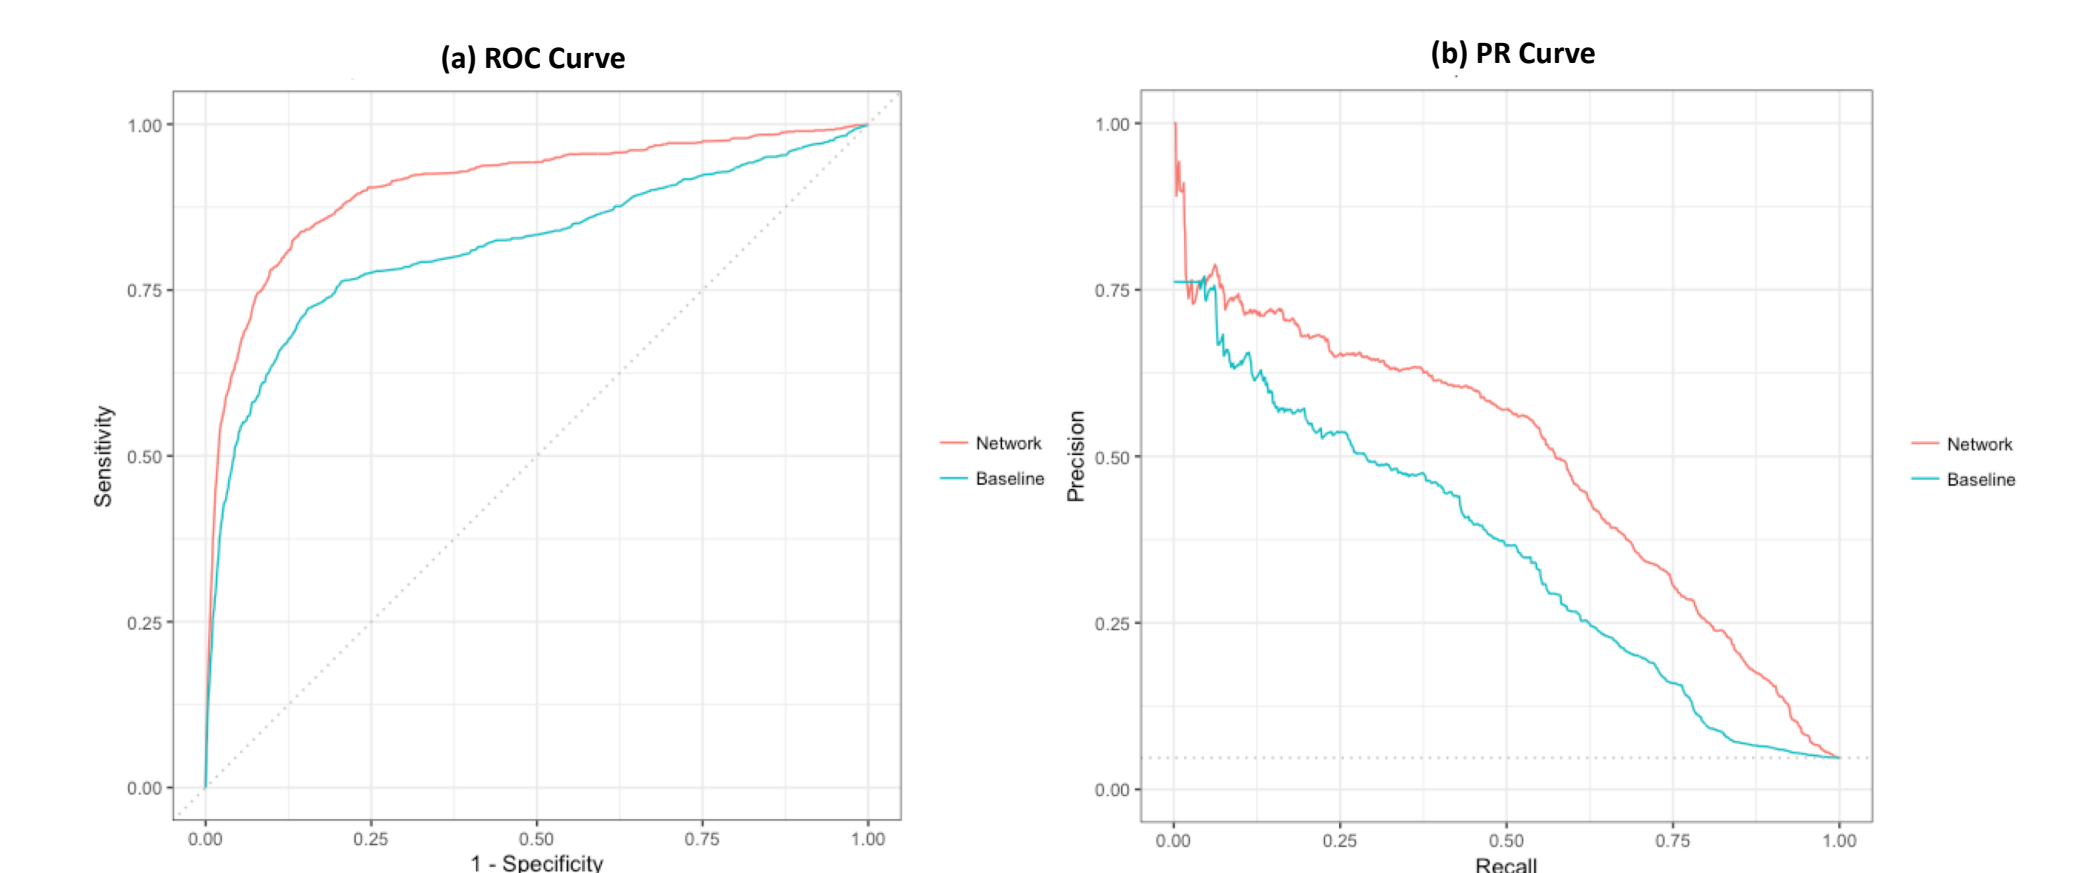 (a) ROC Curve
1.00
0.75
0.50
0.25
0.00
Sensitivity
0.00 0.25 0.50 0.75 1.00
1 - Specificity
Network
Baseline
(b) PR Curve
1.00
0.75
0.50
0.25
0.00
Precision
0.00 0.25 0.50 0.75 1.00
Recall
Network
Baseline